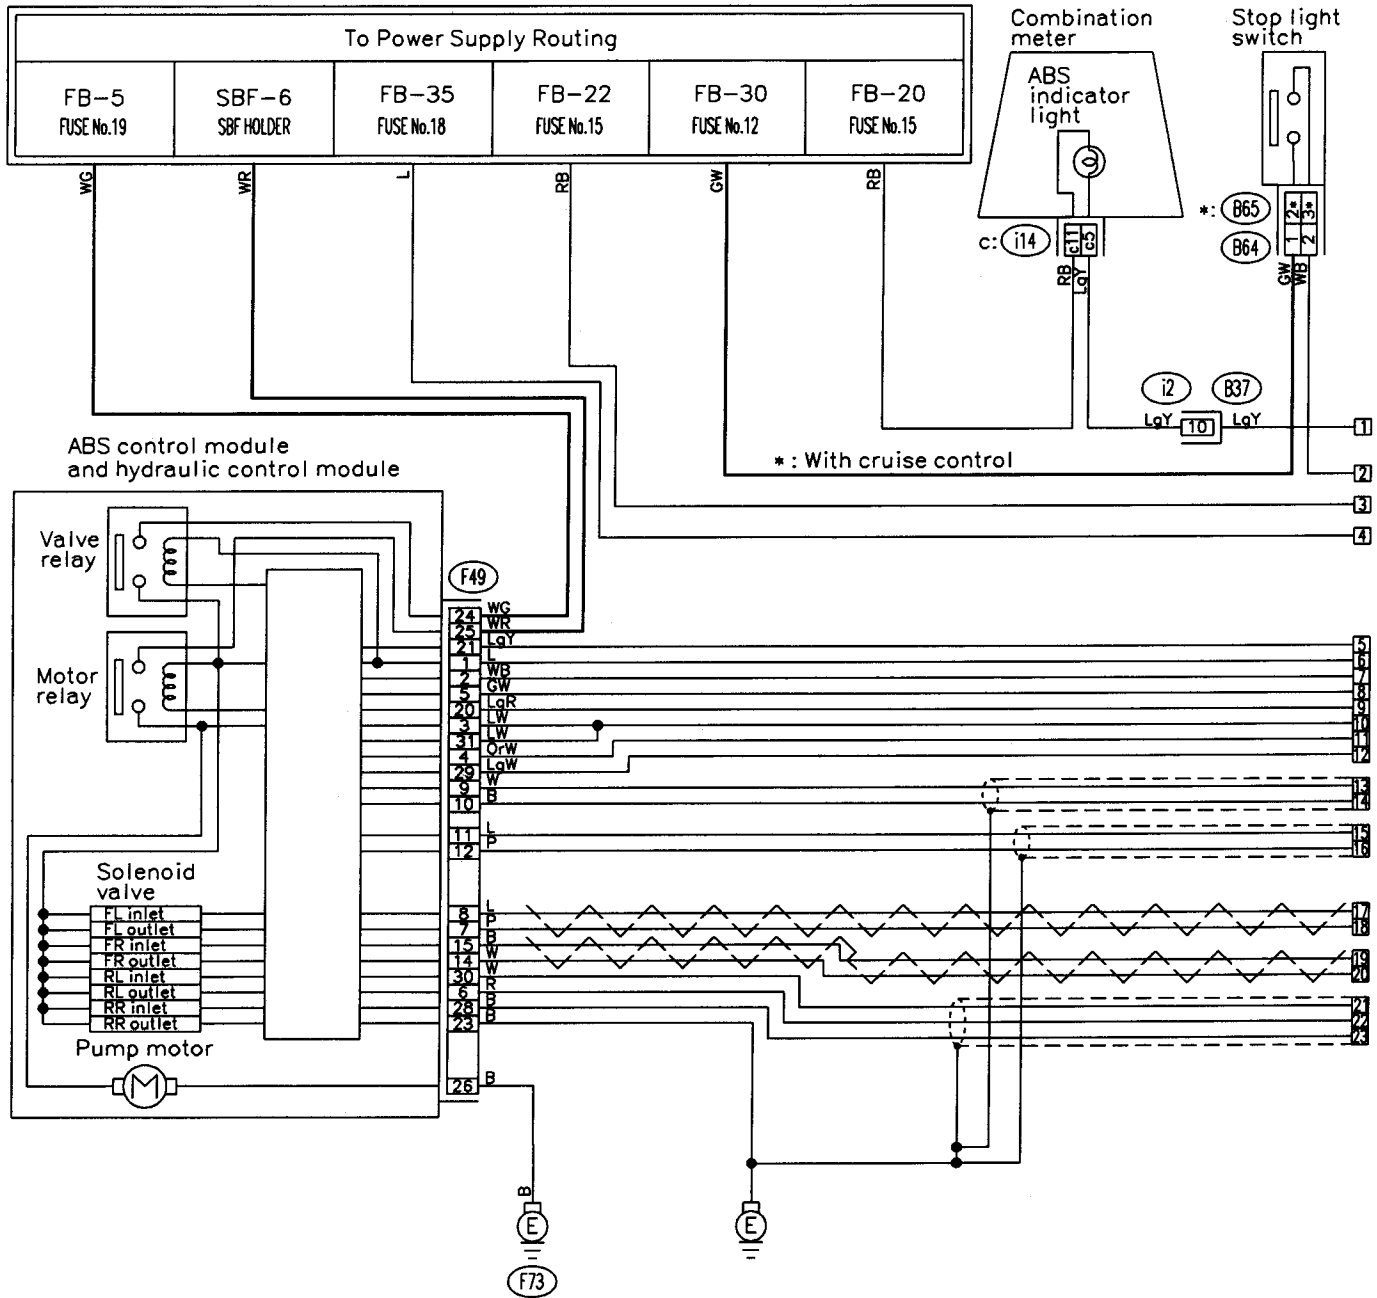 To Power Supply Routing
FB-5
FUSE No.19
SBF-6
SBF HOLDER
FB-35
FUSE No.18
FB-22
FUSE No.15
FB-30
FUSE No.12
FB-20
FUSE No.15
WG
WR
L
RB
GW
RB
Combination
meter
ABS
indicator
light
c: i14
c11
c5
RB
LgY
Stop light
switch
*: B65
2*
3*
B64
1
2
GW
WB
i2
B37
LgY
10
LgY
* : With cruise control
1
2
3
4
ABS control module
and hydraulic control module
Valve
relay
Motor
relay
F49
24 WG
25 WR
21 LgY 5
1 L 6
2 WB 7
5 GW 8
20 LgR 9
3 LW 10
31 LW 11
4 OrW 12
29 LgW
9 W 13
10 B 14
11 L 15
12 P 16
8 L 17
7 P 18
15 B 19
14 W 20
30 W 21
6 R 22
28 B 23
23 B
26 B
Solenoid
valve
FL inlet
FL outlet
FR inlet
FR outlet
RL inlet
RL outlet
RR inlet
RR outlet
Pump motor
M
B
E
F73
E